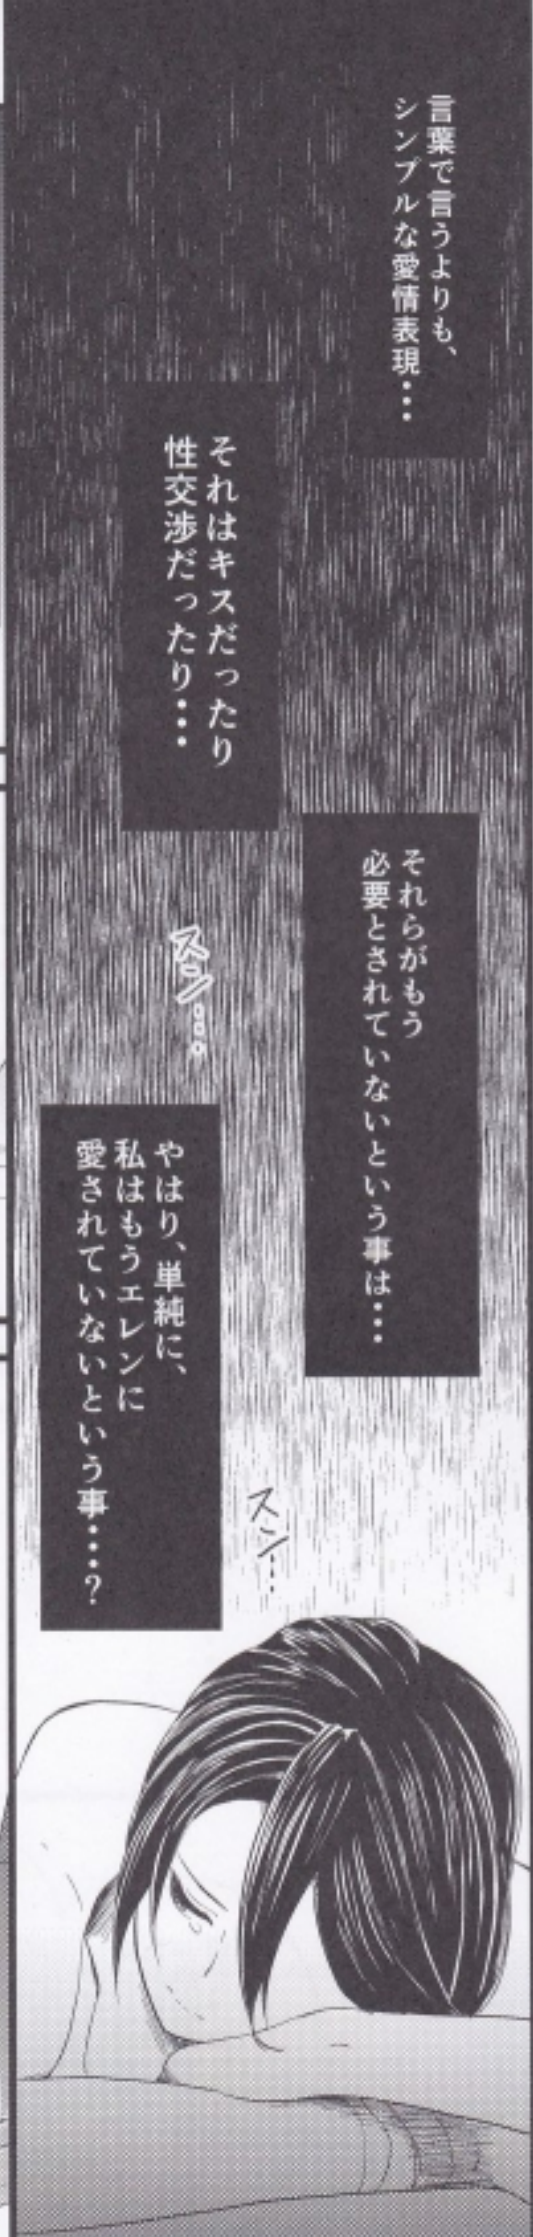 言葉で言うよりも、
シンプルな愛情表現・・・
それはキスだったり
性交渉だったり・・・
それらがもう
必要とされていないという事は・・・
スン…
やはり、単純に、
私はもうエレンに
愛されていないという事・・・・?
スン…